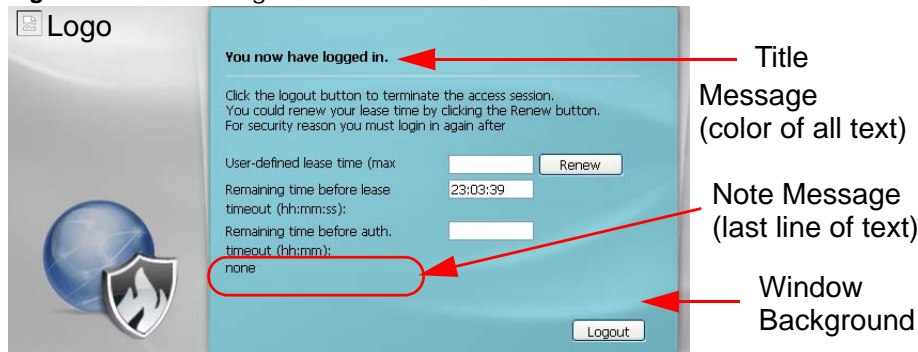 Logo
You now have logged in.
Title
Click the logout button to terminate the access session.
You could renew your lease time by clicking the Renew button.
For security reason you must login in again after
Message
(color of all text)
User-defined lease time (max
Renew
Remaining time before lease
timeout (hh:mm:ss):
23:03:39
Remaining time before auth.
timeout (hh:mm):
none
Note Message
(last line of text)
Window
Background
Logout